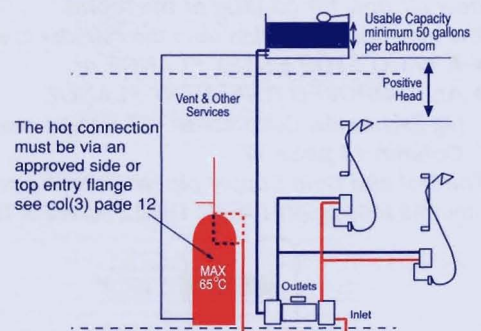 Usable Capacity
minimum 50 gallons
per bathroom
Positive
Head
Vent & Other
Services
The hot connection
must be via an
approved side or
top entry flange
see col(3) page 12
MAX
65°C
Outlets
Inlet